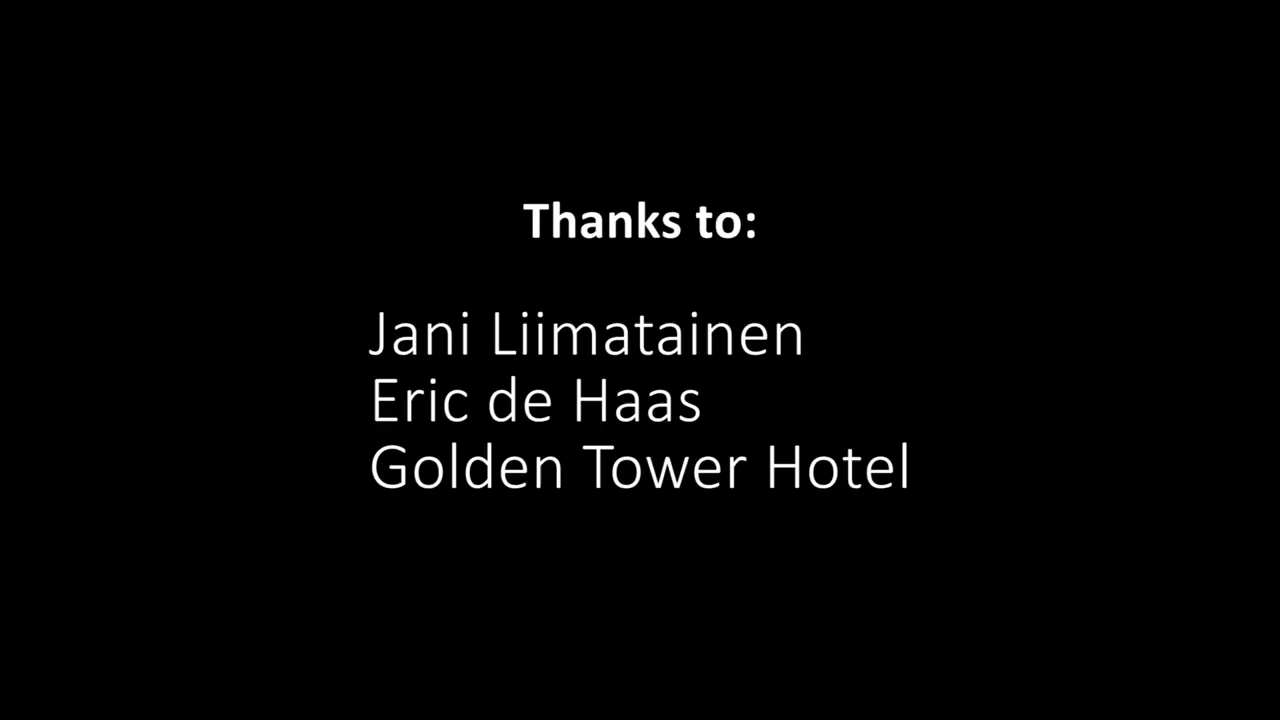 Thanks to:
Jani Liimatainen
Eric de Haas
Golden Tower Hotel